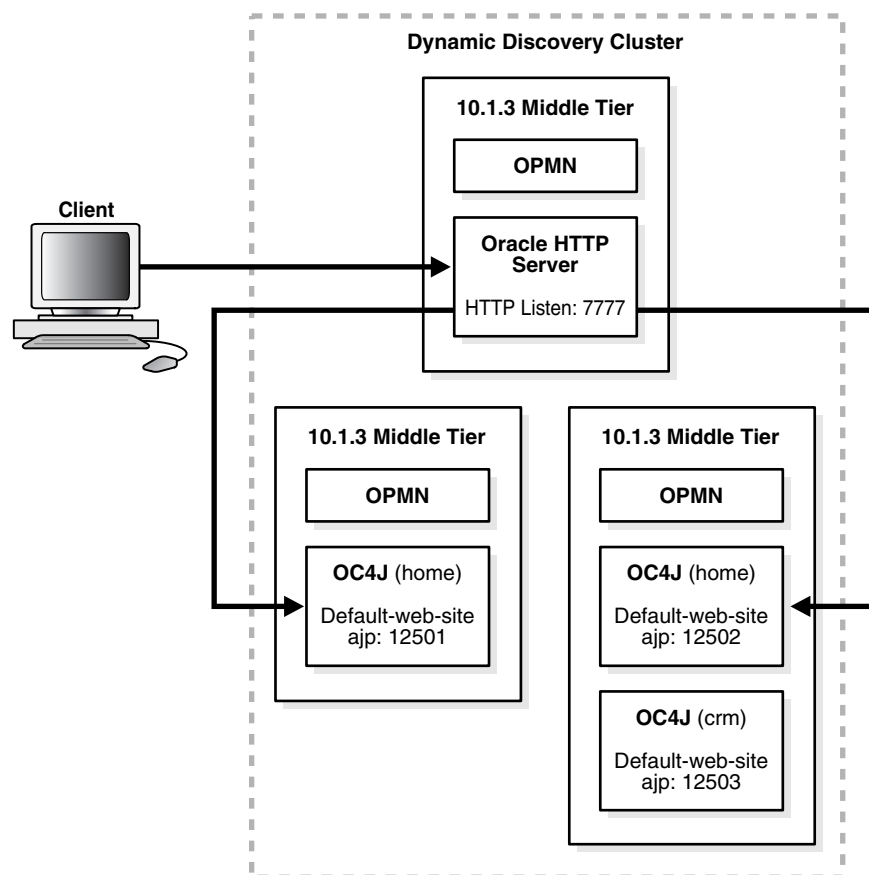 Dynamic Discovery Cluster
10.1.3 Middle Tier
OPMN
Client
Oracle HTTP
Server
HTTP Listen: 7777
10.1.3 Middle Tier
OPMN
OC4J (home)
Default-web-site
ajp: 12501
10.1.3 Middle Tier
OPMN
OC4J (home)
Default-web-site
ajp: 12502
OC4J (crm)
Default-web-site
ajp: 12503